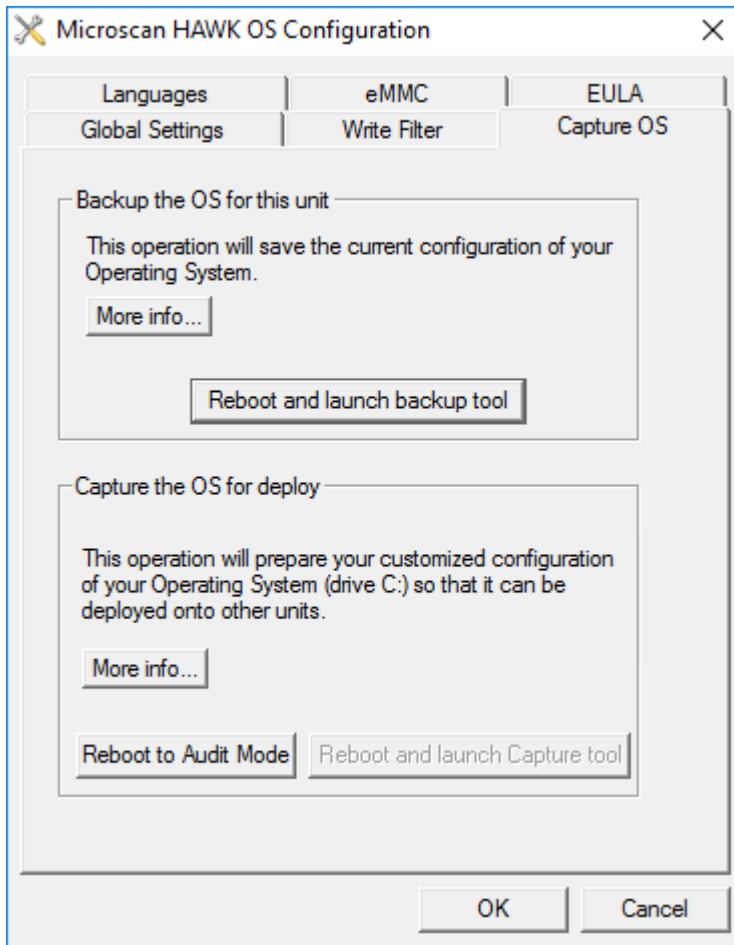 Microscan HAWK OS Configuration
Languages
eMMC
EULA
Global Settings
Write Filter
Capture OS
Backup the OS for this unit
This operation will save the current configuration of your
Operating System.
More info...
Reboot and launch backup tool
Capture the OS for deploy
This operation will prepare your customized configuration
of your Operating System (drive C:) so that it can be
deployed onto other units.
More info...
Reboot to Audit Mode
Reboot and launch Capture tool
OK
Cancel